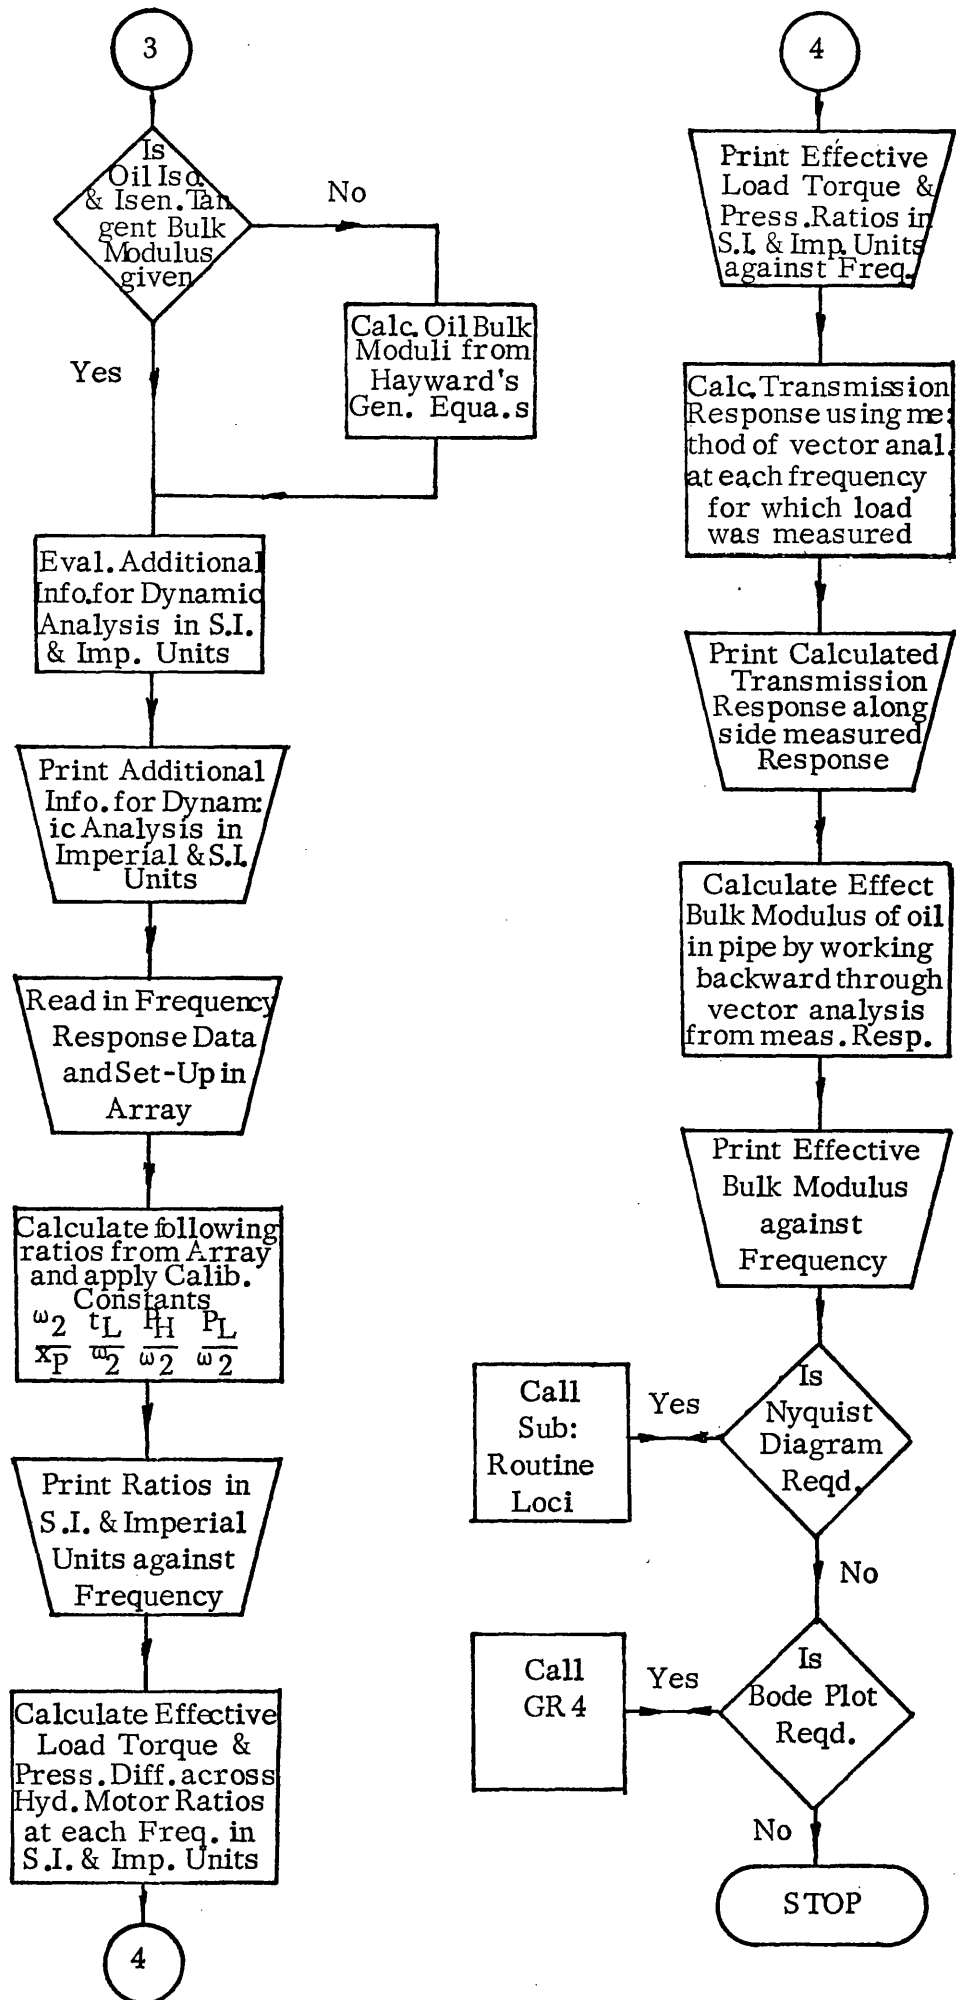 3
Is
Oil Iso.
& Isen. Tan
gent Bulk
Modulus
given
No
Yes
Calc. Oil Bulk
Moduli from
Hayward's
Gen. Equa.s
Eval. Additional
Info. for Dynamic
Analysis in S.I.
& Imp. Units
Print Additional
Info. for Dynam:
ic Analysis in
Imperial & S.I.
Units
Read in Frequency
Response Data
and Set-Up in
Array
Calculate following
ratios from Array
and apply Calib.
Constants
ω2 tL PH PL
xP ω2 ω2 ω2
Print Ratios in
S.I. & Imperial
Units against
Frequency
Calculate Effective
Load Torque &
Press. Diff. across
Hyd. Motor Ratios
at each Freq. in
S.I. & Imp. Units
4
4
Print Effective
Load Torque &
Press. Ratios in
S.I. & Imp. Units
against Freq.
Calc. Transmission
Response using me:
thod of vector anal.
at each frequency
for which load
was measured
Print Calculated
Transmission
Response along
side measured
Response
Calculate Effect
Bulk Modulus of oil
in pipe by working
backward through
vector analysis
from meas. Resp.
Print Effective
Bulk Modulus
against
Frequency
Is
Nyquist
Diagram
Reqd.
Yes
Call
Sub:
Routine
Loci
No
Is
Bode Plot
Reqd.
Yes
Call
GR 4
No
STOP